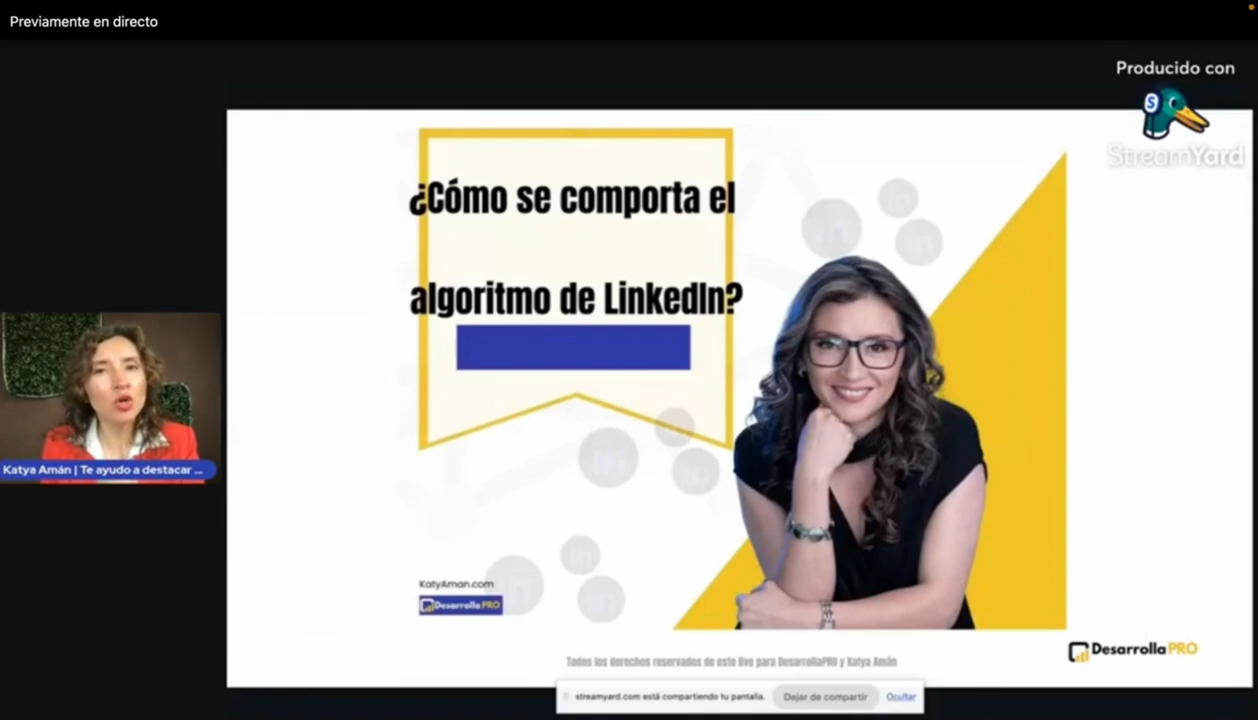 Previamente en directo
Producido con
S
StreamYard
¿Cómo se comporta el
algoritmo de LinkedIn?
Katya Amán | Te ayudo a destacar ...
KatyAman.com
DesarrollaPRO
Todos los derechos reservados de este live para DesarrollaPRO y Katya Amán
DesarrollaPRO
streamyard.com está compartiendo tu pantalla.
Dejar de compartir
Ocultar